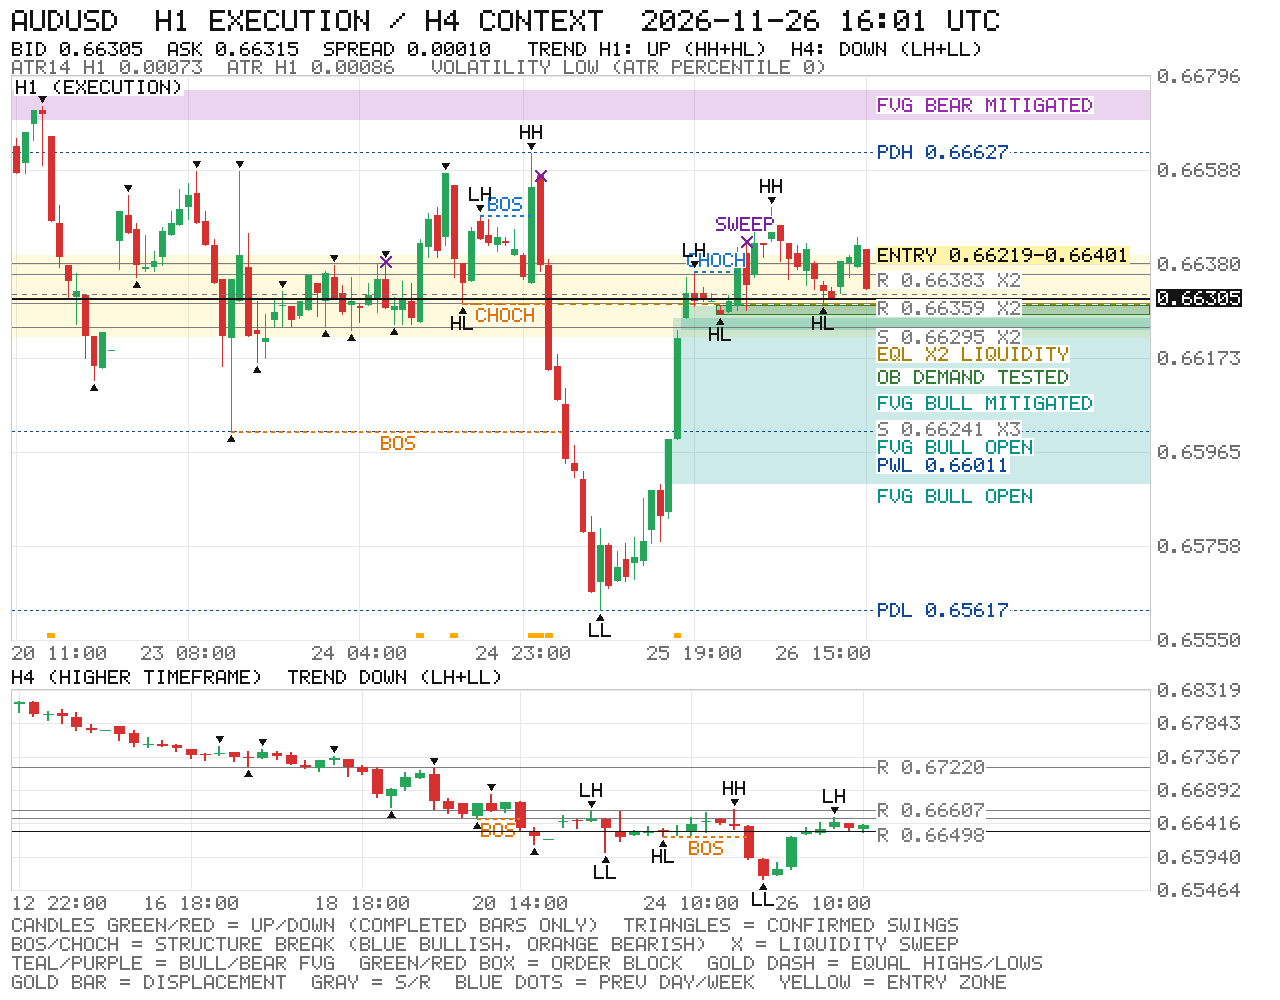 AUDUSD  H1 EXECUTION / H4 CONTEXT  2026-11-26 16:01 UTC
BID 0.66305  ASK 0.66315  SPREAD 0.00010  TREND H1: UP (HH+HL)  H4: DOWN (LH+LL)
ATR14 H1 0.00073  ATR H1 0.00086  VOLATILITY LOW (ATR PERCENTILE 0)
H1 (EXECUTION)
0.66796
FVG BEAR MITIGATED
HH
PDH 0.66627
0.66588
HH
LH
BOS
SWEEP
LH
CHOCH
ENTRY 0.66219-0.66401
0.66380
R 0.66383 X2
0.66305
R 0.66359 X2
HL
CHOCH
HL
HL
S 0.66295 X2
EQL X2 LIQUIDITY
0.66173
OB DEMAND TESTED
FVG BULL MITIGATED
S 0.66241 X3
BOS
FVG BULL OPEN
0.65965
PWL 0.66011
FVG BULL OPEN
0.65758
PDL 0.65617
LL
0.65550
20 11:00  23 08:00  24 04:00  24 23:00  25 19:00  26 15:00
H4 (HIGHER TIMEFRAME)  TREND DOWN (LH+LL)
0.68319
0.67843
0.67367
R 0.67220
0.66892
HH
LH
LH
R 0.66607
0.66416
BOS
R 0.66498
BOS
HL
0.65940
LL
0.65464
LL
12 22:00  16 18:00  18 18:00  20 14:00  24 10:00  26 10:00
CANDLES GREEN/RED = UP/DOWN (COMPLETED BARS ONLY)  TRIANGLES = CONFIRMED SWINGS
BOS/CHOCH = STRUCTURE BREAK (BLUE BULLISH, ORANGE BEARISH)  X = LIQUIDITY SWEEP
TEAL/PURPLE = BULL/BEAR FVG  GREEN/RED BOX = ORDER BLOCK  GOLD DASH = EQUAL HIGHS/LOWS
GOLD BAR = DISPLACEMENT  GRAY = S/R  BLUE DOTS = PREV DAY/WEEK  YELLOW = ENTRY ZONE